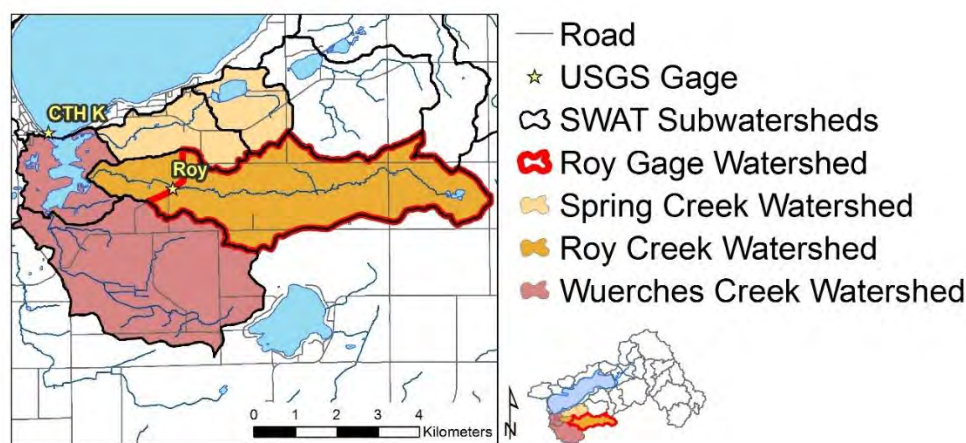 CTH K
Roy
0 1 2 3 4
Kilometers
Road
USGS Gage
SWAT Subwatersheds
Roy Gage Watershed
Spring Creek Watershed
Roy Creek Watershed
Wuerches Creek Watershed
N